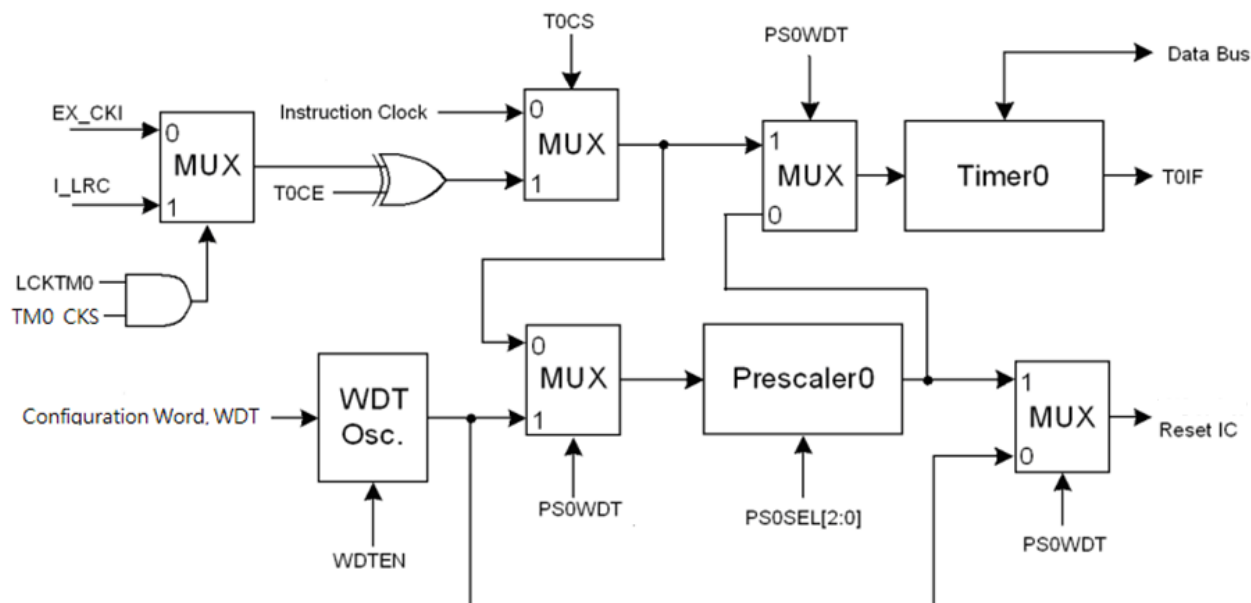 T0CS
PS0WDT
Data Bus
EX_CKI
0
MUX
I_LRC
1
Instruction Clock
0
MUX
1
T0CE
1
MUX
0
Timer0
T0IF
LCKTM0
TM0 CKS
0
MUX
1
Prescaler0
1
MUX
0
Reset IC
Configuration Word, WDT
WDT
Osc.
PS0WDT
PS0SEL[2:0]
PS0WDT
WDTEN